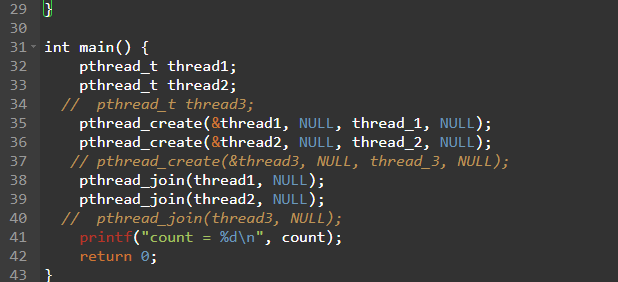 29 }
30
31 int main() {
32 pthread_t thread1;
33 pthread_t thread2;
34 // pthread_t thread3;
35 pthread_create(&thread1, NULL, thread_1, NULL);
36 pthread_create(&thread2, NULL, thread_2, NULL);
37 // pthread_create(&thread3, NULL, thread_3, NULL);
38 pthread_join(thread1, NULL);
39 pthread_join(thread2, NULL);
40 // pthread_join(thread3, NULL);
41 printf("count = %d\n", count);
42 return 0;
43 }